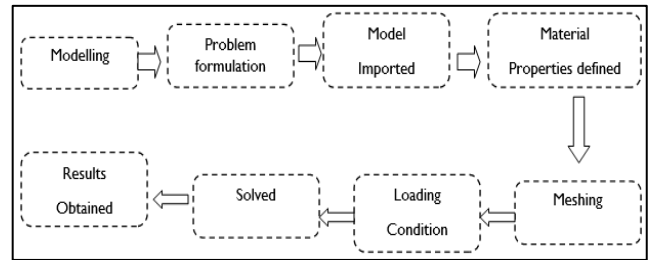 Modelling
Problem
formulation
Model
Imported
Material
Properties defined
Meshing
Loading
Condition
Solved
Results
Obtained